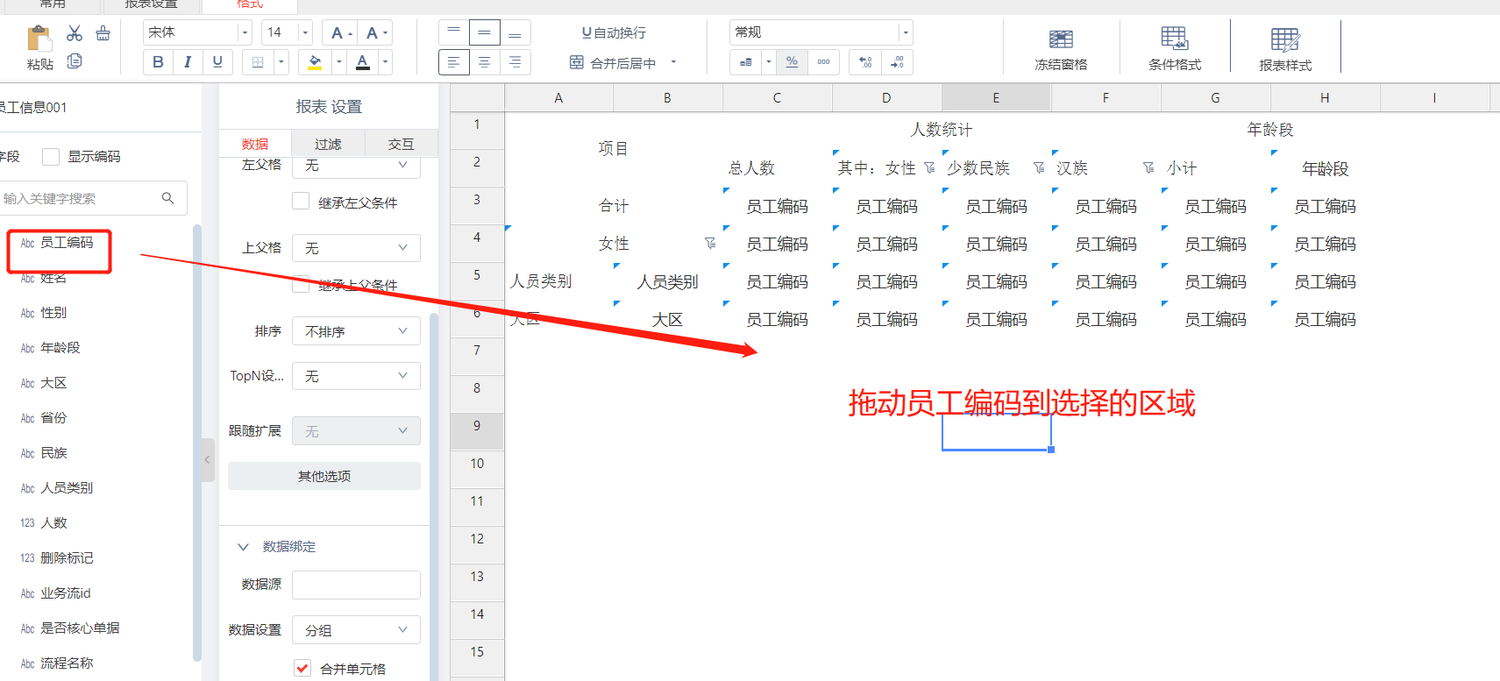 常用 报表设置 格式
粘贴
宋体 14 A A
B I U A
U自动换行
合并后居中
常规
%
冻结窗格
条件格式
报表样式
员工信息001
字段 显示编码
输入关键字搜索
Abc 员工编码
Abc 姓名
Abc 性别
Abc 年龄段
Abc 大区
Abc 省份
Abc 民族
Abc 人员类别
123 人数
123 删除标记
Abc 业务流id
Abc 是否核心单据
Abc 流程名称
报表 设置
数据 过滤 交互
左父格 无
继承左父条件
上父格 无
继承上父条件
排序 不排序
TopN设... 无
跟随扩展 无
其他选项
数据绑定
数据源
数据设置 分组
合并单元格
A B C D E F G H I
1 项目 人数统计 年龄段
2 总人数 其中：女性 少数民族 汉族 小计 年龄段
3 合计 员工编码 员工编码 员工编码 员工编码 员工编码 员工编码
4 女性 员工编码 员工编码 员工编码 员工编码 员工编码 员工编码
5 人员类别 人员类别 员工编码 员工编码 员工编码 员工编码 员工编码 员工编码
6 大区 大区 员工编码 员工编码 员工编码 员工编码 员工编码 员工编码
7
8
拖动员工编码到选择的区域
9
10
11
12
13
14
15